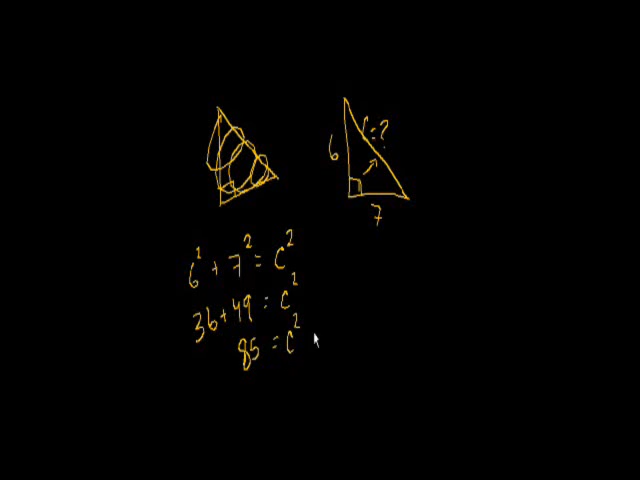 C=?
6
7
6² + 7² = C²
36+49 = C²
85 = C²